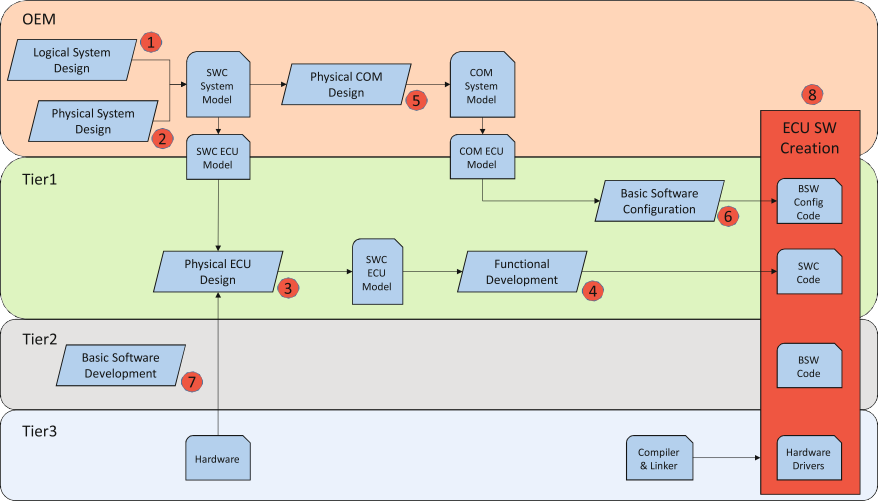 OEM
Logical System
Design
1
Physical System
Design
2
SWC
System
Model
Physical COM
Design
5
COM
System
Model
8
ECU SW
Creation
SWC ECU
Model
COM ECU
Model
Tier1
Basic Software
Configuration
6
BSW
Config
Code
Physical ECU
Design
3
SWC
ECU
Model
Functional
Development
4
SWC
Code
Tier2
Basic Software
Development
7
BSW
Code
Tier3
Hardware
Compiler
& Linker
Hardware
Drivers